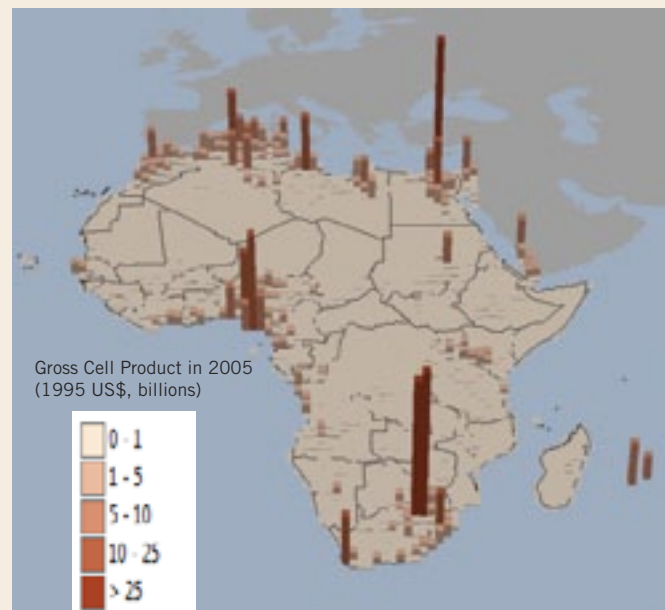 Gross Cell Product in 2005
(1995 US$, billions)
0 - 1
1 - 5
5 - 10
10 - 25
> 25